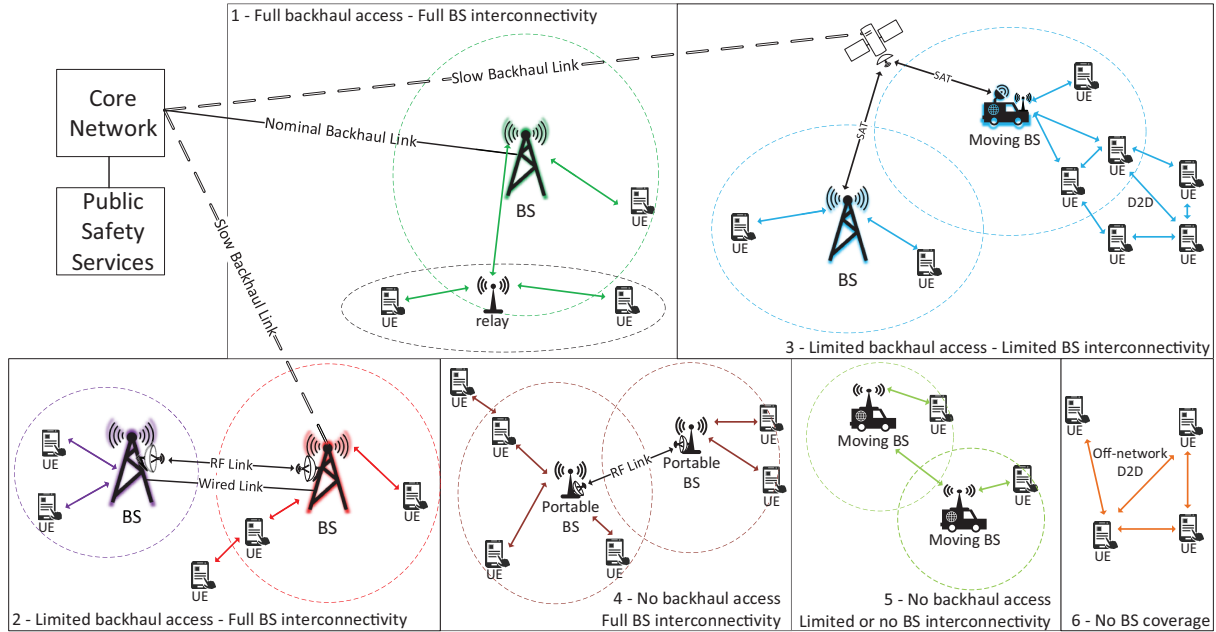 1 - Full backhaul access - Full BS interconnectivity
Core
Network
Public
Safety
Services
Slow Backhaul Link
Nominal Backhaul Link
Slow Backhaul Link
BS
UE
UE
relay
UE
SAT
SAT
Moving BS
UE
UE
UE
UE
D2D
UE
UE
UE
BS
UE
3 - Limited backhaul access - Limited BS interconnectivity
UE
UE
BS
RF Link
Wired Link
BS
UE
UE
UE
2 - Limited backhaul access - Full BS interconnectivity
UE
UE
Portable
BS
RF Link
Portable
BS
UE
UE
UE
UE
4 - No backhaul access
Full BS interconnectivity
Moving BS
UE
UE
Moving BS
5 - No backhaul access
Limited or no BS interconnectivity
UE
UE
Off-network
D2D
UE
UE
6 - No BS coverage